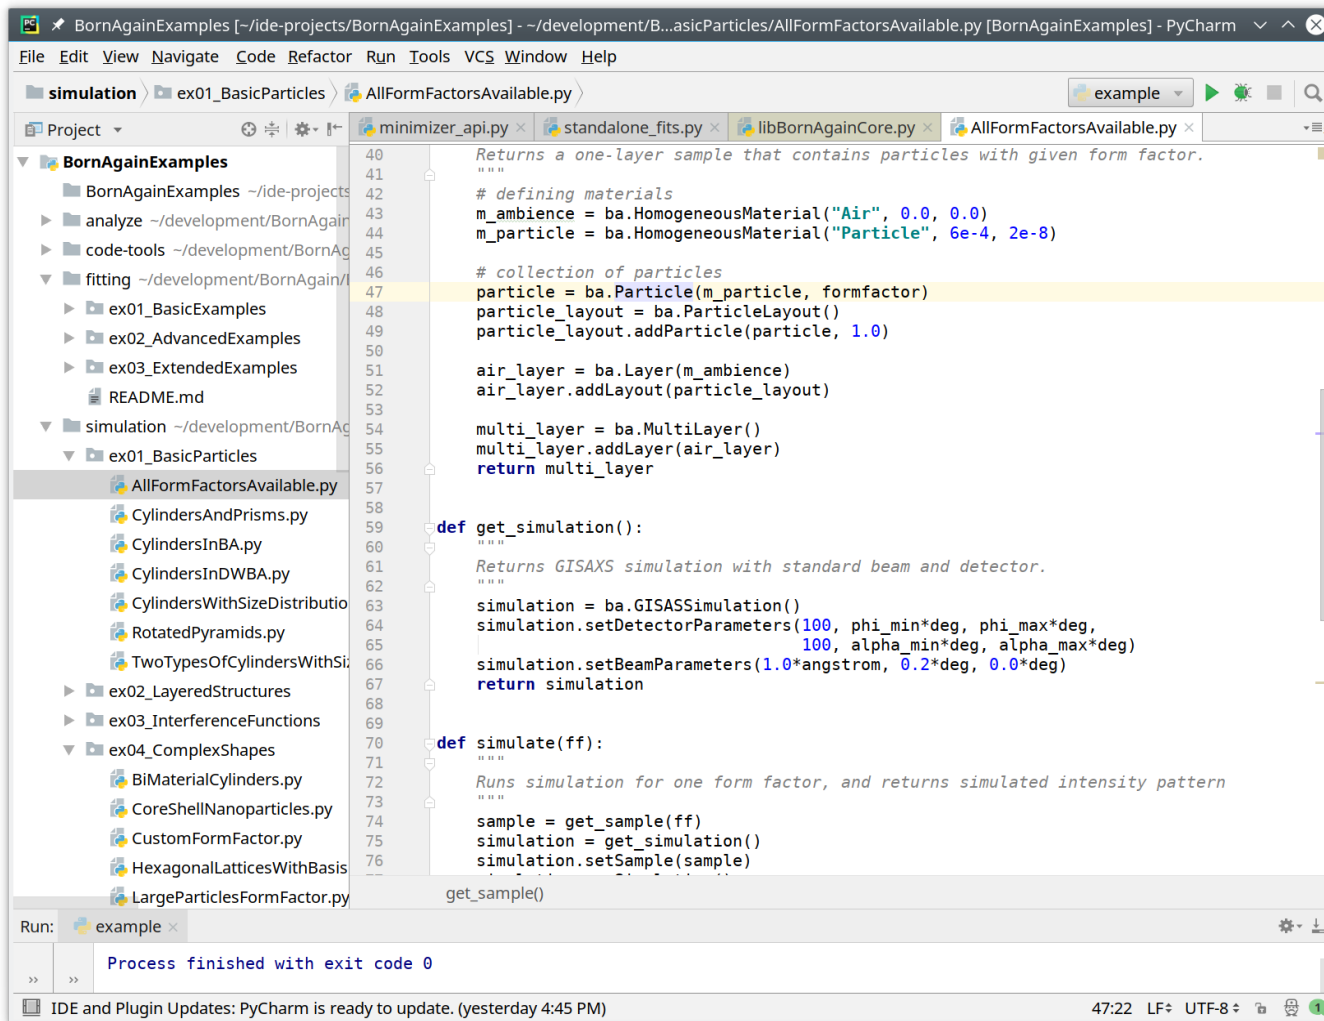 BornAgainExamples [~/ide-projects/BornAgainExamples] - ~/development/B...asicParticles/AllFormFactorsAvailable.py [BornAgainExamples] - PyCharm
File Edit View Navigate Code Refactor Run Tools VCS Window Help
simulation ex01_BasicParticles AllFormFactorsAvailable.py example
Project minimizer_api.py standalone_fits.py libBornAgainCore.py AllFormFactorsAvailable.py
BornAgainExamples
BornAgainExamples ~/ide-projects
analyze ~/development/BornAgain
code-tools ~/development/BornAg
fitting ~/development/BornAgain/
ex01_BasicExamples
ex02_AdvancedExamples
ex03_ExtendedExamples
README.md
simulation ~/development/BornAg
ex01_BasicParticles
AllFormFactorsAvailable.py
CylindersAndPrisms.py
CylindersInBA.py
CylindersInDWBA.py
CylindersWithSizeDistributio
RotatedPyramids.py
TwoTypesOfCylindersWithSiz
ex02_LayeredStructures
ex03_InterferenceFunctions
ex04_ComplexShapes
BiMaterialCylinders.py
CoreShellNanoparticles.py
CustomFormFactor.py
HexagonalLatticesWithBasis
LargeParticlesFormFactor.py
40 Returns a one-layer sample that contains particles with given form factor.
41 """
42 # defining materials
43 m_ambience = ba.HomogeneousMaterial("Air", 0.0, 0.0)
44 m_particle = ba.HomogeneousMaterial("Particle", 6e-4, 2e-8)
45
46 # collection of particles
47 particle = ba.Particle(m_particle, formfactor)
48 particle_layout = ba.ParticleLayout()
49 particle_layout.addParticle(particle, 1.0)
50
51 air_layer = ba.Layer(m_ambience)
52 air_layer.addLayout(particle_layout)
53
54 multi_layer = ba.MultiLayer()
55 multi_layer.addLayer(air_layer)
56 return multi_layer
57
58
59 def get_simulation():
60 """
61 Returns GISAXS simulation with standard beam and detector.
62 """
63 simulation = ba.GISASSimulation()
64 simulation.setDetectorParameters(100, phi_min*deg, phi_max*deg,
65 100, alpha_min*deg, alpha_max*deg)
66 simulation.setBeamParameters(1.0*angstrom, 0.2*deg, 0.0*deg)
67 return simulation
68
69
70 def simulate(ff):
71 """
72 Runs simulation for one form factor, and returns simulated intensity pattern
73 """
74 sample = get_sample(ff)
75 simulation = get_simulation()
76 simulation.setSample(sample)
get_sample()
Run: example
Process finished with exit code 0
IDE and Plugin Updates: PyCharm is ready to update. (yesterday 4:45 PM) 47:22 LF UTF-8 1